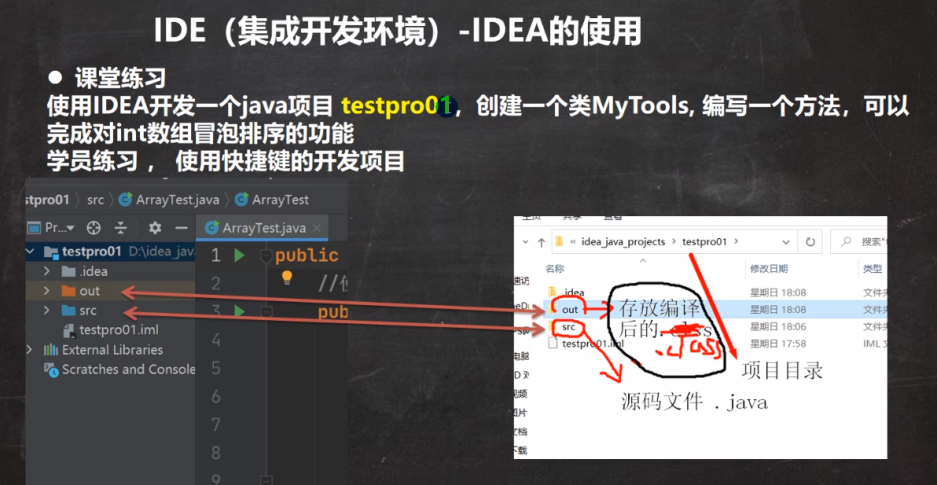 IDE（集成开发环境）-IDEA的使用
● 课堂练习
使用IDEA开发一个java项目 testpro01，创建一个类MyTools, 编写一个方法，可以
完成对int数组冒泡排序的功能
学员练习 ， 使用快捷键的开发项目
stpro01 › src › ArrayTest.java › ArrayTest
Pr...
ArrayTest.java
testpro01 D:\idea_jav
.idea
out
src
testpro01.iml
External Libraries
Scratches and Console
1 public
2 //
3 pub
4
5
6
7
8
9
« idea_java_projects › testpro01 ›
搜索"
名称 修改日期 类型
.idea 星期日 18:08 文件
out 星期日 18:08 文件
src 星期日 18:06 文件
testpro01.iml 星期日 17:58 IML
存放编译
后的.
.class
项目目录
源码文件 .java